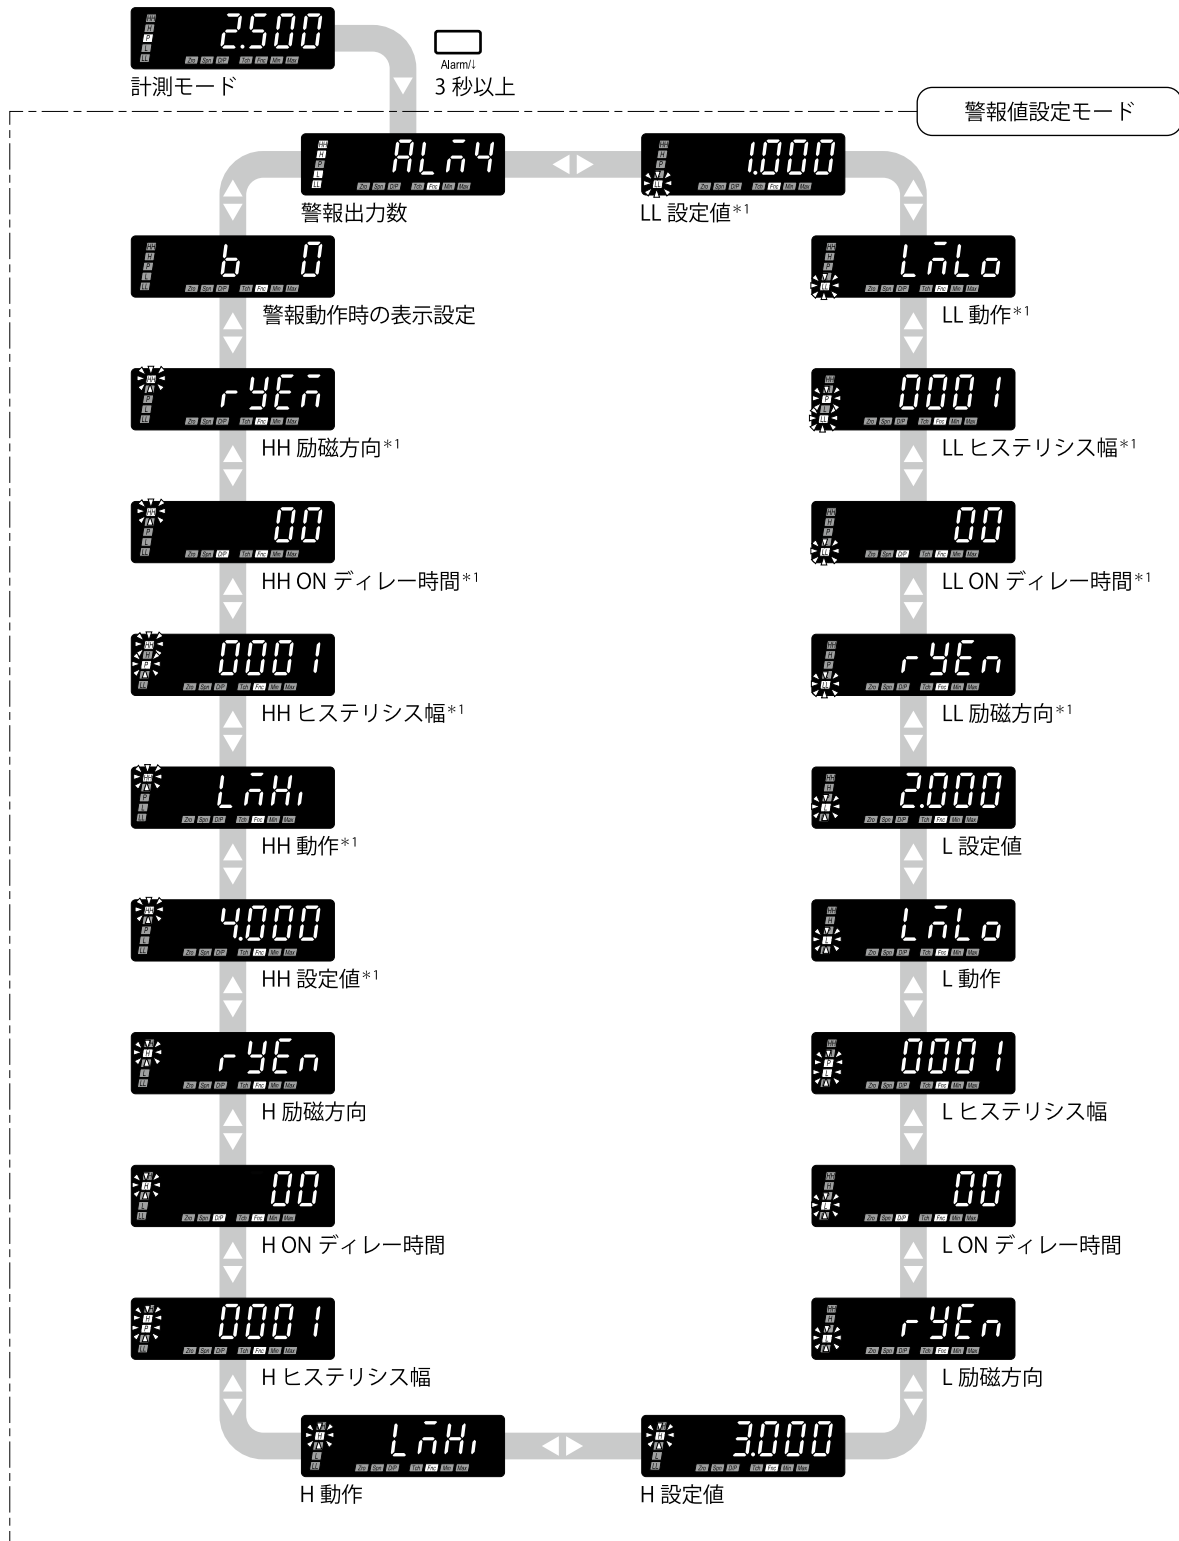 2.500
計測モード
Alarm/↓
3 秒以上
警報値設定モード
ALM4
警報出力数
1.000
LL 設定値*1
b 0
警報動作時の表示設定
LMLo
LL 動作*1
rYEM
HH 励磁方向*1
0001
LL ヒステリシス幅*1
00
HH ON ディレー時間*1
00
LL ON ディレー時間*1
0001
HH ヒステリシス幅*1
rYEn
LL 励磁方向*1
LMHi
HH 動作*1
2.000
L 設定値
4.000
HH 設定値*1
LMLo
L 動作
rYEn
H 励磁方向
0001
L ヒステリシス幅
00
H ON ディレー時間
00
L ON ディレー時間
0001
H ヒステリシス幅
rYEn
L 励磁方向
LMHi
H 動作
3.000
H 設定値